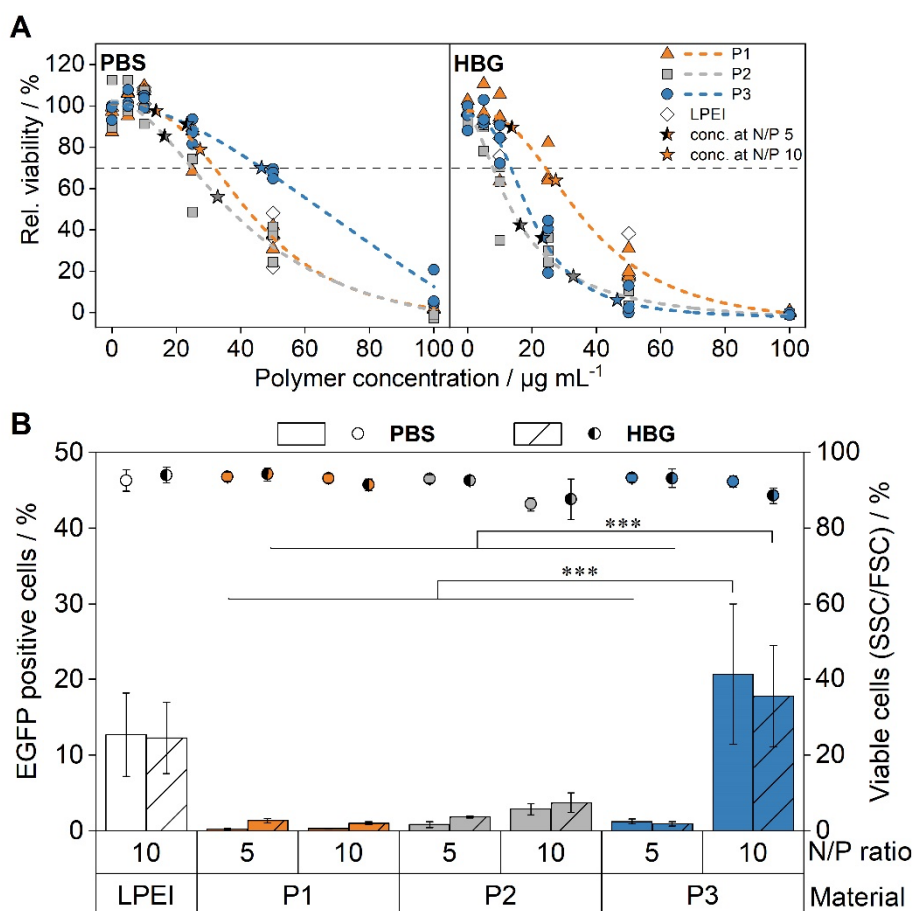 A
PBS
HBG
P1
P2
P3
LPEI
conc. at N/P 5
conc. at N/P 10
Rel. viability / %
120
100
80
60
40
20
0
0 20 40 60 80 100
0 20 40 60 80 100
Polymer concentration / µg mL⁻¹
B
PBS
HBG
EGFP positive cells / %
50
40
30
20
10
0
***
***
100
80
60
40
20
0
Viable cells (SSC/FSC) / %
10 5 10 5 10 5 10 N/P ratio
LPEI P1 P2 P3 Material